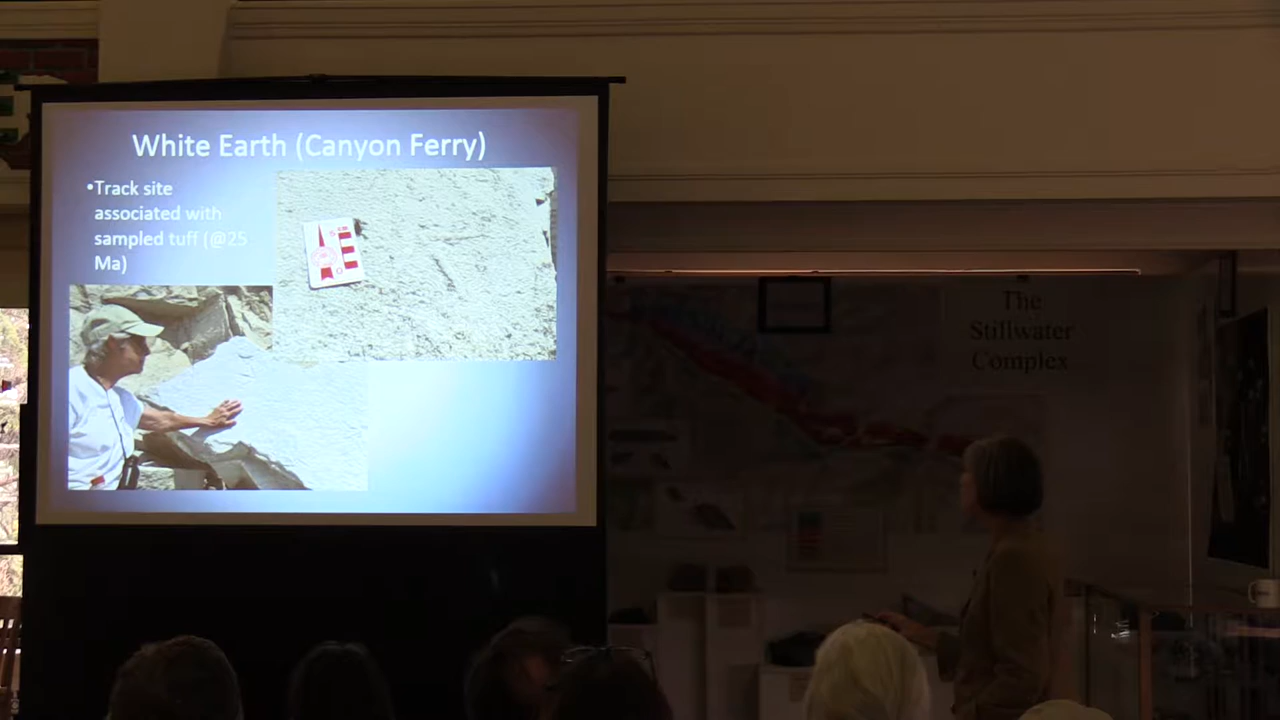 White Earth (Canyon Ferry)
•Track site
associated with
sampled tuff (@25
Ma)
The
Stillwater
Complex